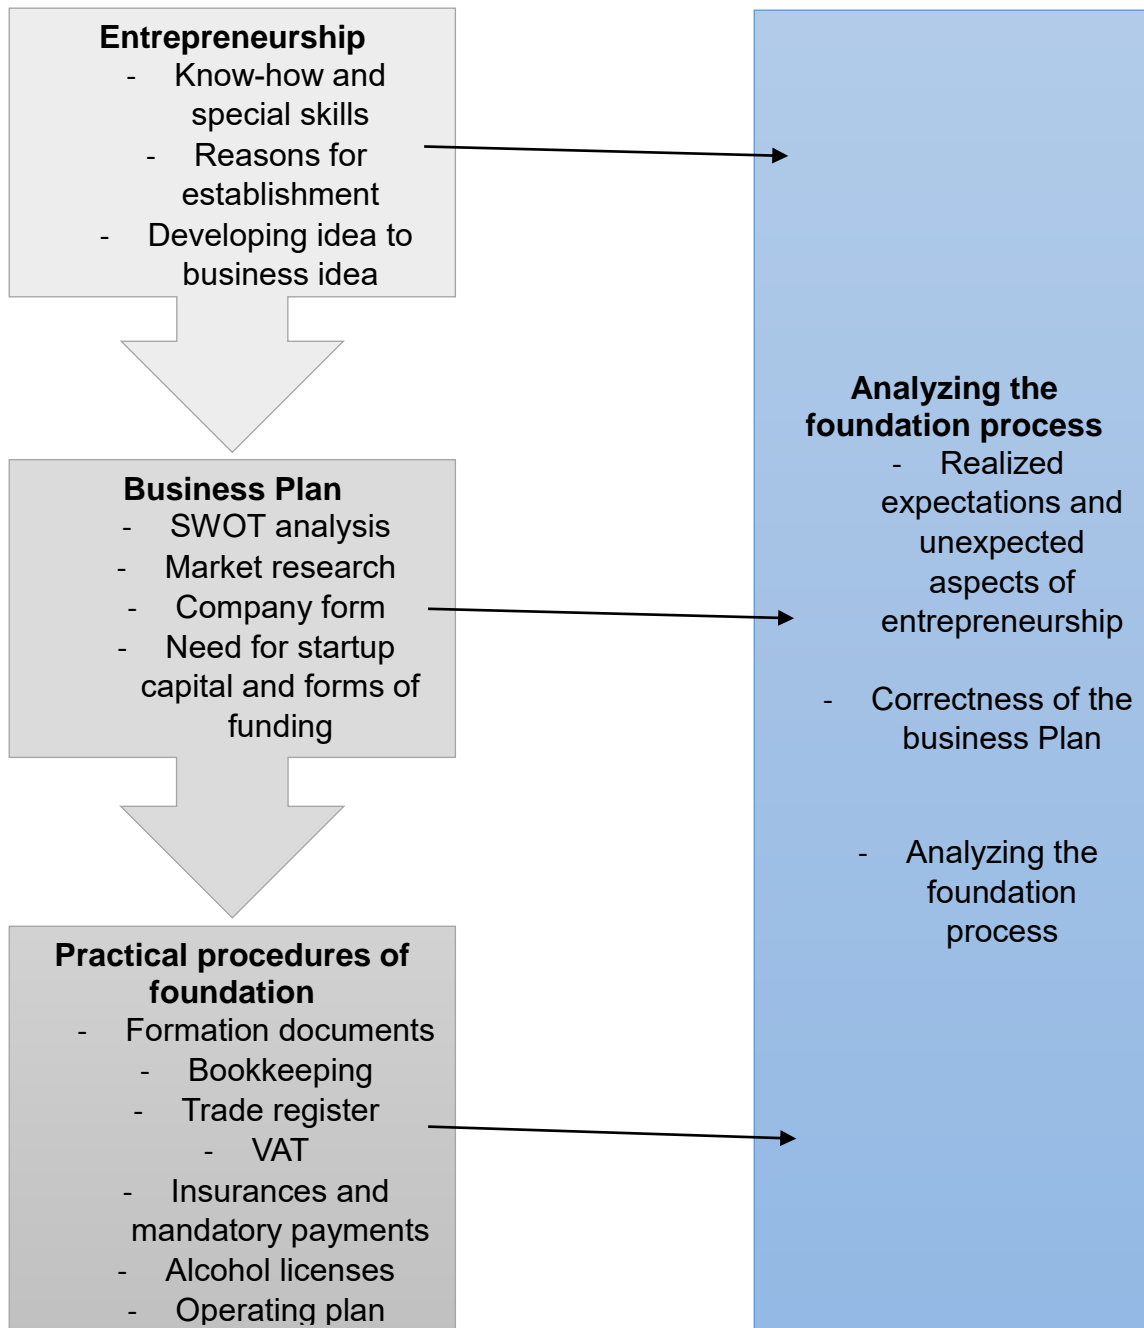 Entrepreneurship
- Know-how and
special skills
- Reasons for
establishment
- Developing idea to
business idea
Business Plan
- SWOT analysis
- Market research
- Company form
- Need for startup
capital and forms of
funding
Practical procedures of
foundation
- Formation documents
- Bookkeeping
- Trade register
- VAT
- Insurances and
mandatory payments
- Alcohol licenses
- Operating plan
Analyzing the
foundation process
- Realized
expectations and
unexpected
aspects of
entrepreneurship
- Correctness of the
business Plan
- Analyzing the
foundation
process